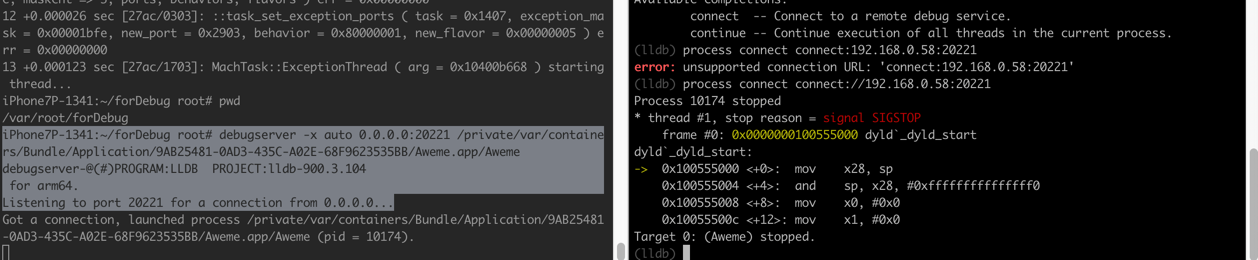 12 +0.000026 sec [27ac/0303]: ::task_set_exception_ports ( task = 0x1407, exception_ma
sk = 0x00001bfe, new_port = 0x2903, behavior = 0x80000001, new_flavor = 0x00000005 ) e
rr = 0x00000000
13 +0.000123 sec [27ac/1703]: MachTask::ExceptionThread ( arg = 0x10400b668 ) starting
 thread...
iPhone7P-1341:~/forDebug root# pwd
/var/root/forDebug
iPhone7P-1341:~/forDebug root# debugserver -x auto 0.0.0.0:20221 /private/var/containe
rs/Bundle/Application/9AB25481-0AD3-435C-A02E-68F9623535BB/Aweme.app/Aweme
debugserver-@(#)PROGRAM:LLDB  PROJECT:lldb-900.3.104
 for arm64.
Listening to port 20221 for a connection from 0.0.0.0...
Got a connection, launched process /private/var/containers/Bundle/Application/9AB25481
-0AD3-435C-A02E-68F9623535BB/Aweme.app/Aweme (pid = 10174).
Available completions:
connect  -- Connect to a remote debug service.
continue -- Continue execution of all threads in the current process.
(lldb) process connect connect:192.168.0.58:20221
error: unsupported connection URL: 'connect:192.168.0.58:20221'
(lldb) process connect connect://192.168.0.58:20221
Process 10174 stopped
* thread #1, stop reason = signal SIGSTOP
frame #0: 0x0000000100555000 dyld`_dyld_start
dyld`_dyld_start:
->  0x100555000 <+0>:  mov    x28, sp
0x100555004 <+4>:  and    sp, x28, #0xfffffffffffffff0
0x100555008 <+8>:  mov    x0, #0x0
0x10055500c <+12>: mov    x1, #0x0
Target 0: (Aweme) stopped.
(lldb)